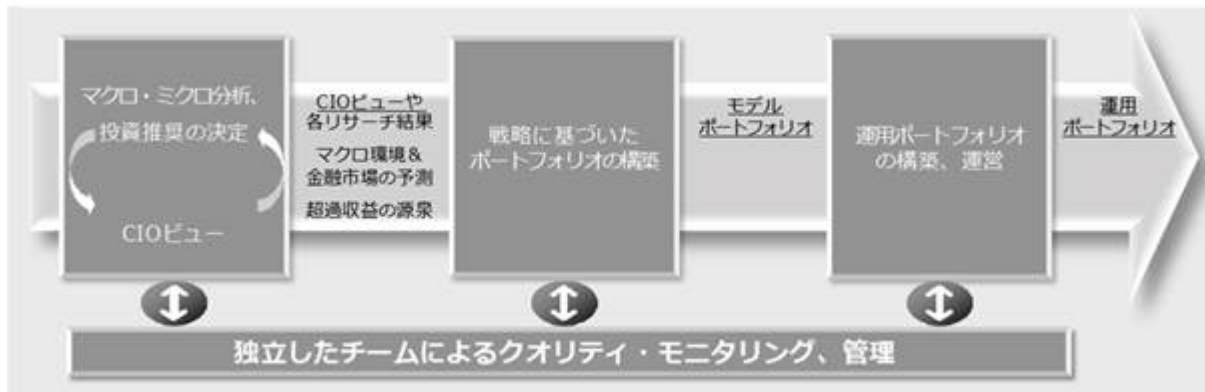 マクロ・ミクロ分析、
投資推奨の決定
CIOビュー
CIOビューや
各リサーチ結果
マクロ環境＆
金融市場の予測
超過収益の源泉
戦略に基づいた
ポートフォリオの構築
モデル
ポートフォリオ
運用ポートフォリオ
の構築、運営
運用
ポートフォリオ
独立したチームによるクオリティ・モニタリング、管理